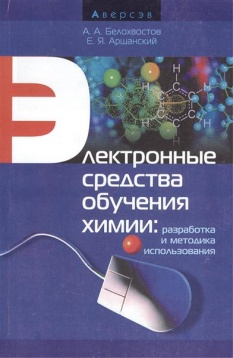 Аверсэв
А. А. Белохвостов
Е. Я. Аршанский
Электронные
средства
обучения
химии:
разработка
и методика
использования